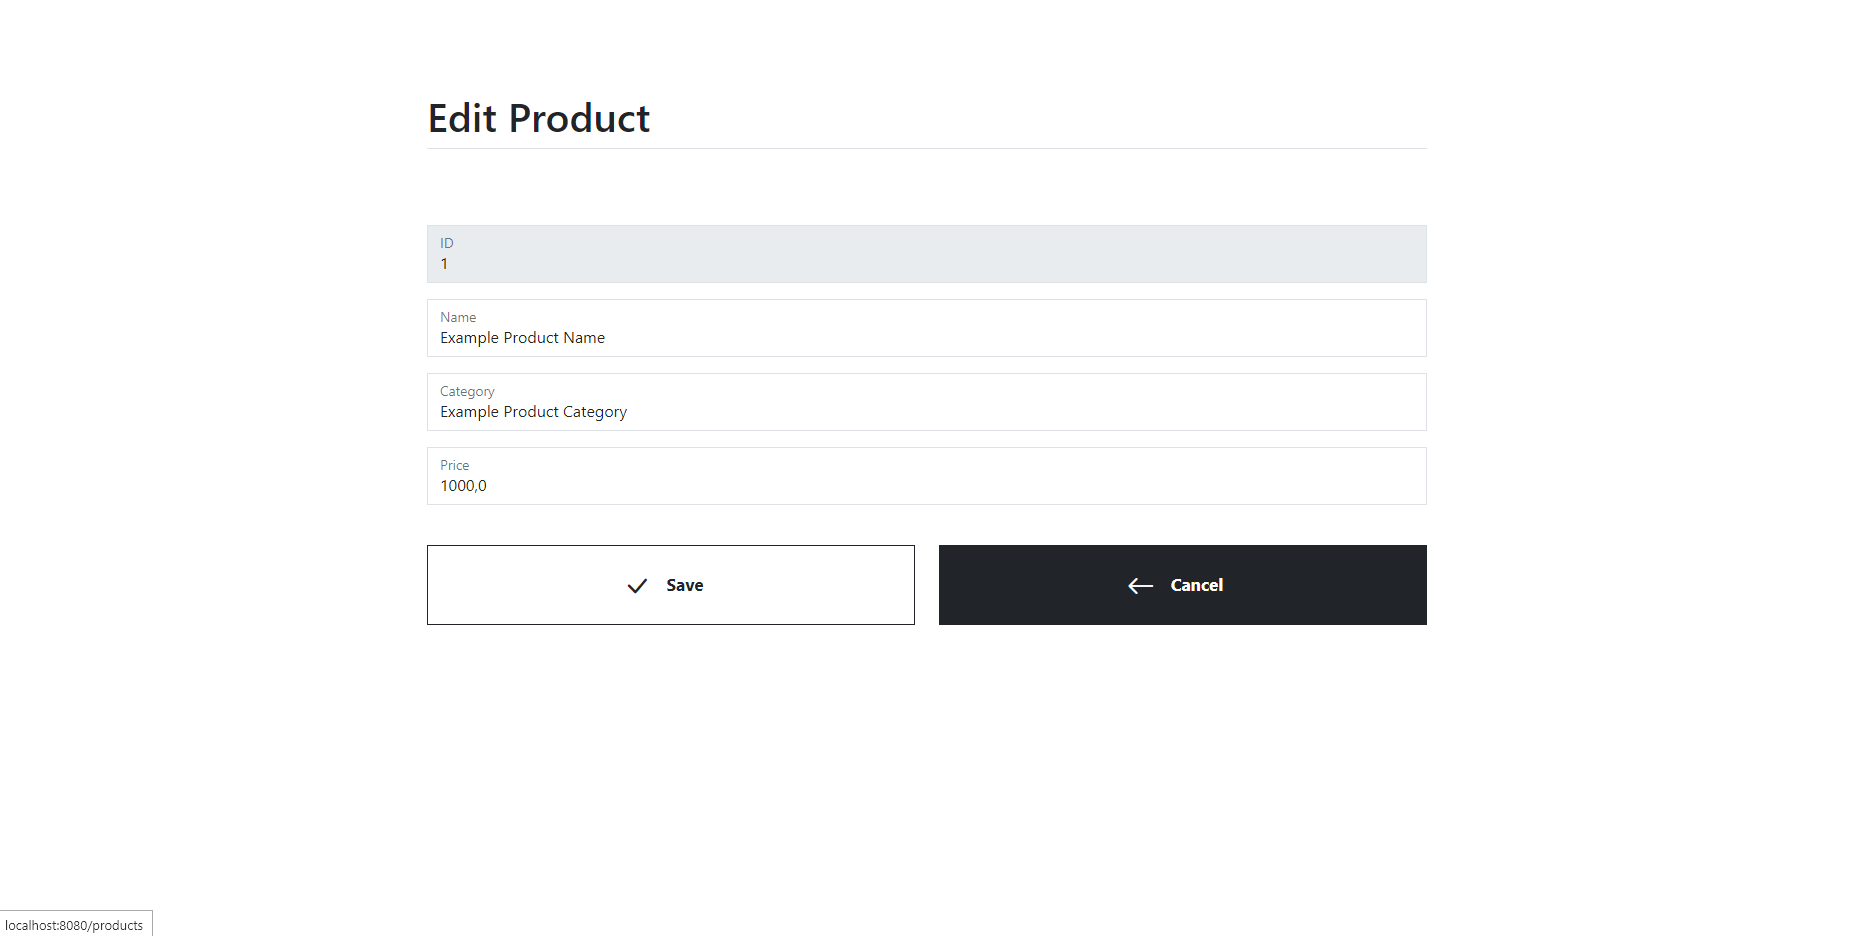 Edit Product
ID
1
Name
Example Product Name
Category
Example Product Category
Price
1000,0
Save
Cancel
localhost:8080/products